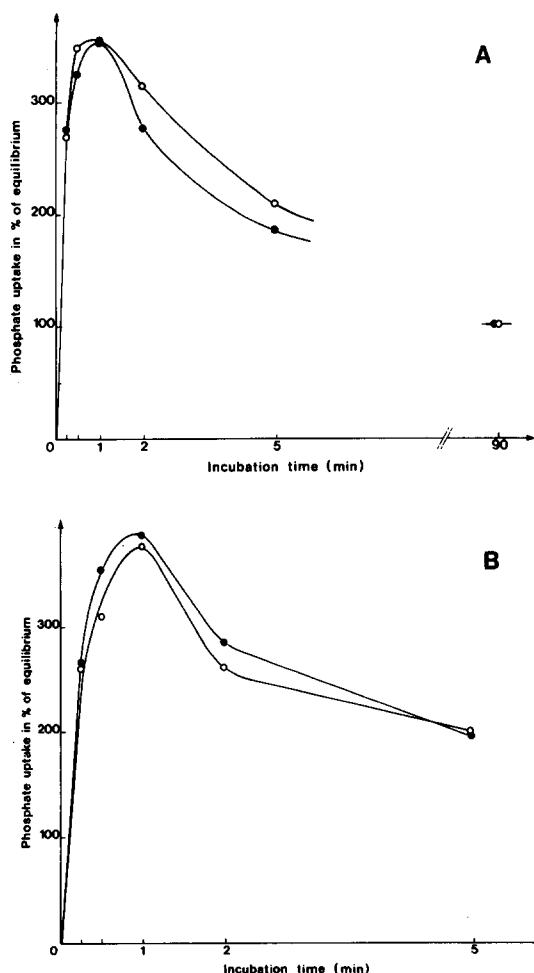 A
Phosphate uptake in % of equilibrium
300
200
100
0
1
2
5
90
Incubation time (min)
B
Phosphate uptake in % of equilibrium
300
200
100
0
1
2
5
Incubation time (min)